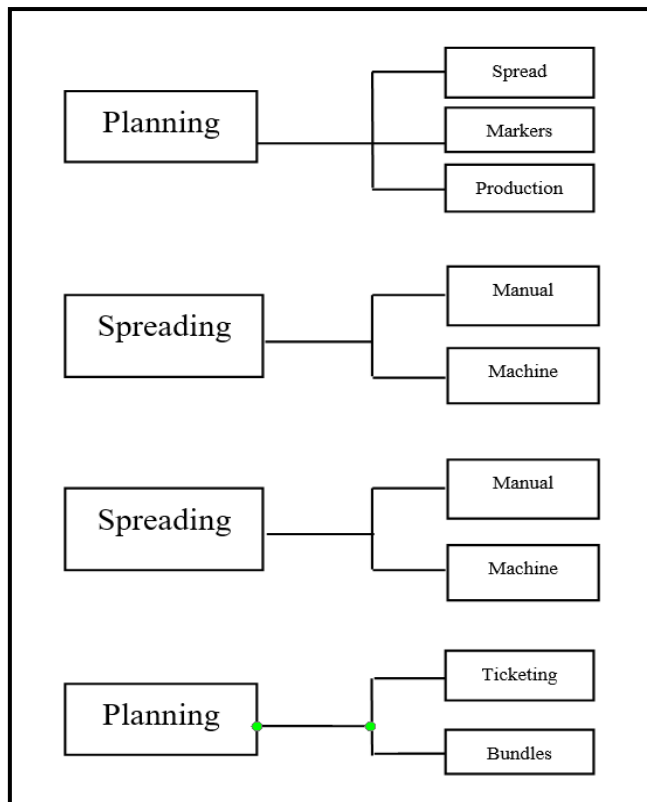 Planning
Spread
Markers
Production
Spreading
Manual
Machine
Spreading
Manual
Machine
Planning
Ticketing
Bundles